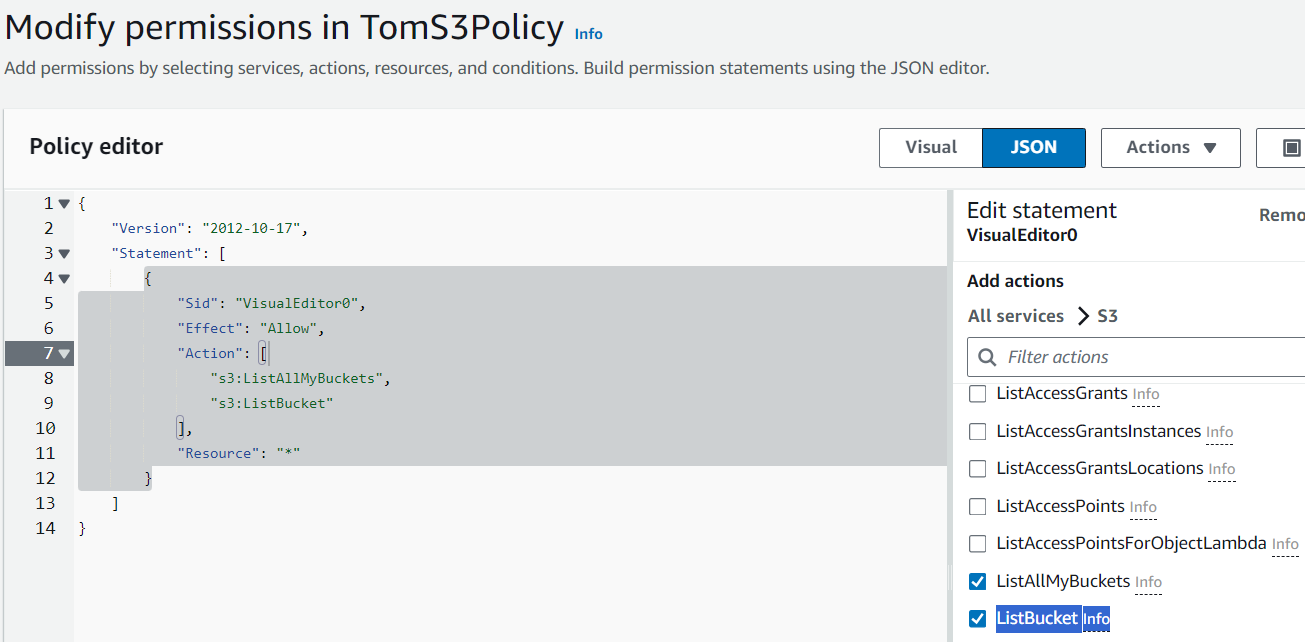 Modify permissions in TomS3Policy Info
Add permissions by selecting services, actions, resources, and conditions. Build permission statements using the JSON editor.
Policy editor
Visual JSON Actions
1 {
2 "Version": "2012-10-17",
3 "Statement": [
4 {
5 "Sid": "VisualEditor0",
6 "Effect": "Allow",
7 "Action": [
8 "s3:ListAllMyBuckets",
9 "s3:ListBucket"
10 ],
11 "Resource": "*"
12 }
13 ]
14 }
Edit statement Remo
VisualEditor0
Add actions
All services > S3
Filter actions
ListAccessGrants Info
ListAccessGrantsInstances Info
ListAccessGrantsLocations Info
ListAccessPoints Info
ListAccessPointsForObjectLambda Info
ListAllMyBuckets Info
ListBucket Info